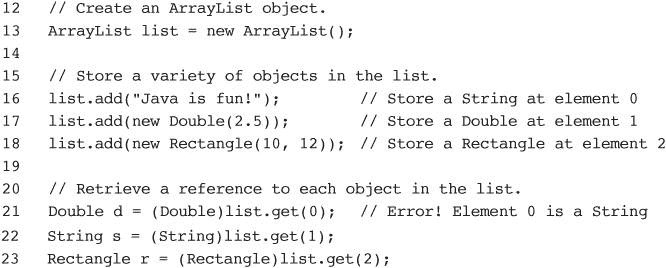 12 // Create an ArrayList object.
13 ArrayList list = new ArrayList();
14
15 // Store a variety of objects in the list.
16 list.add("Java is fun!"); // Store a String at element 0
17 list.add(new Double(2.5)); // Store a Double at element 1
18 list.add(new Rectangle(10, 12)); // Store a Rectangle at element 2
19
20 // Retrieve a reference to each object in the list.
21 Double d = (Double)list.get(0); // Error! Element 0 is a String
22 String s = (String)list.get(1);
23 Rectangle r = (Rectangle)list.get(2);